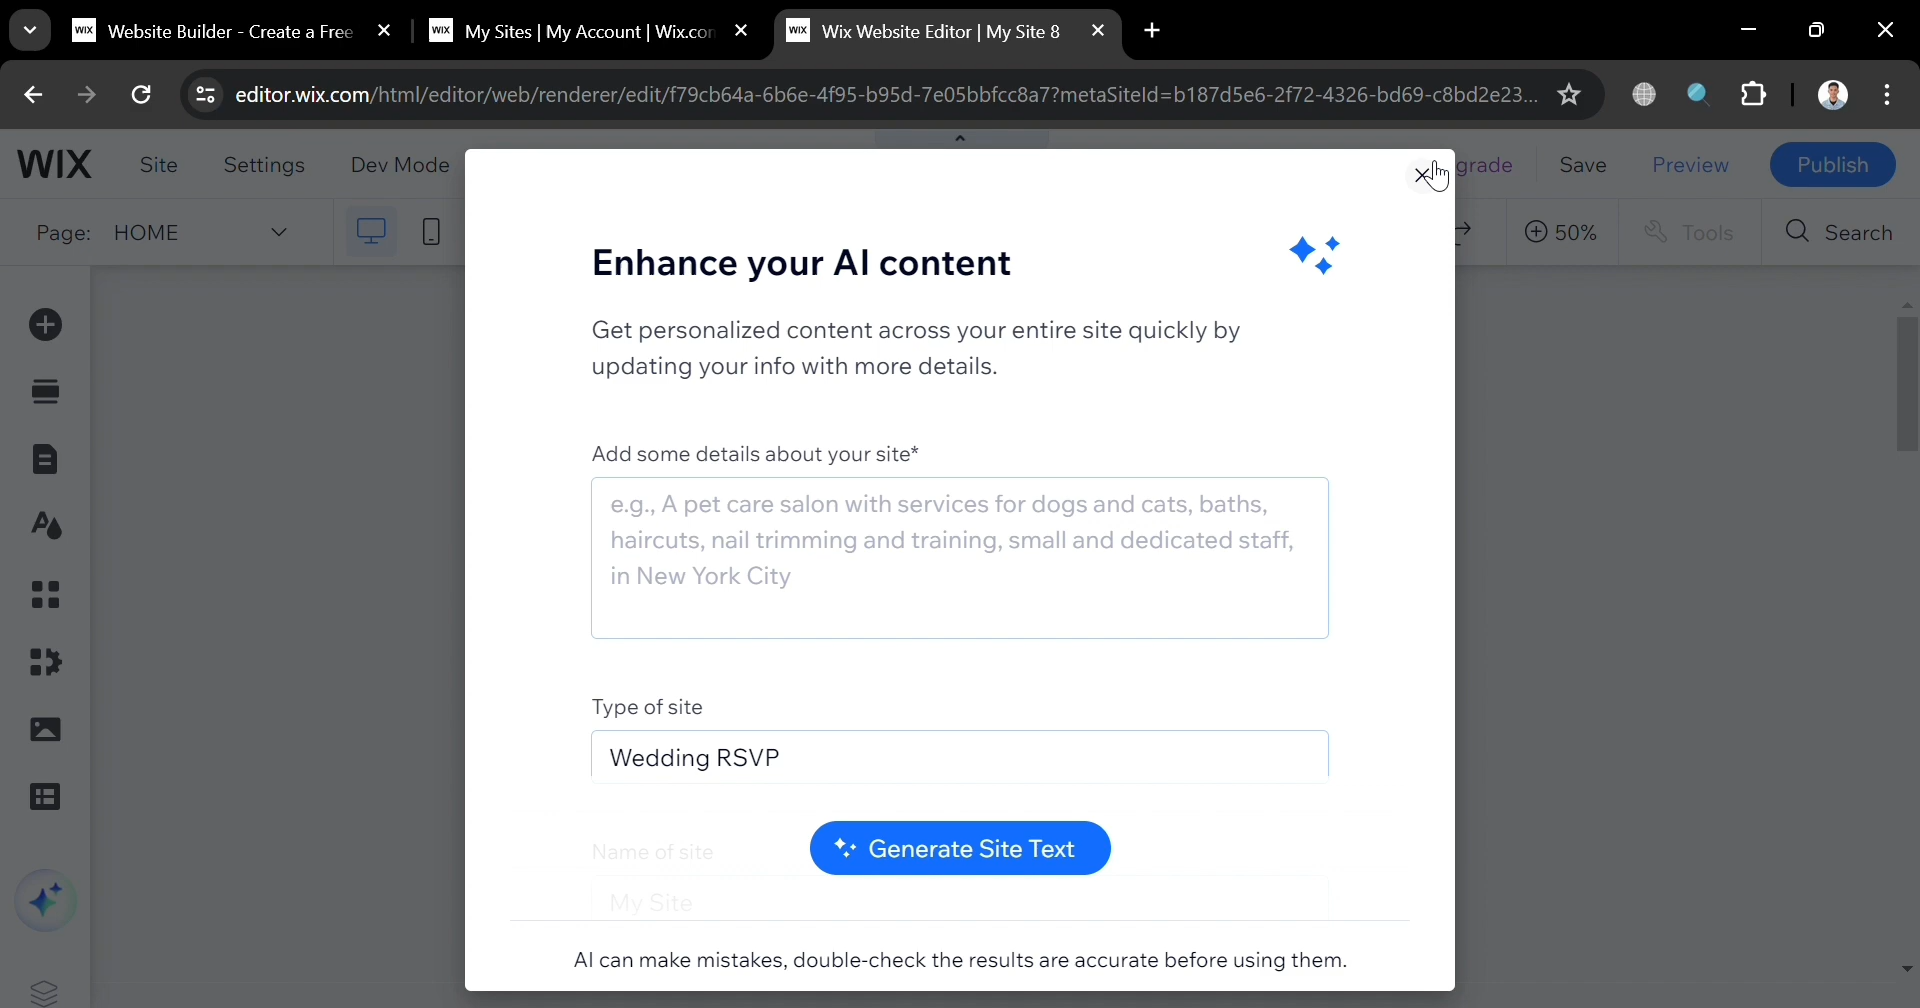 WIX Website Builder - Create a Free
WIX My Sites | My Account | Wix.con
WIX Wix Website Editor | My Site 8
editor.wix.com/html/editor/web/renderer/edit/f79cb64a-6b6e-4f95-b95d-7e05bbfcc8a7?metaSiteId=b187d5e6-2f72-4326-bd69-c8bd2e23...
WIX Site Settings Dev Mode grade Save Preview Publish
Page: HOME 50% Tools Search
Enhance your AI content
Get personalized content across your entire site quickly by
updating your info with more details.
Add some details about your site*
e.g., A pet care salon with services for dogs and cats, baths,
haircuts, nail trimming and training, small and dedicated staff,
in New York City
Type of site
Wedding RSVP
Name of site
Generate Site Text
My Site
AI can make mistakes, double-check the results are accurate before using them.